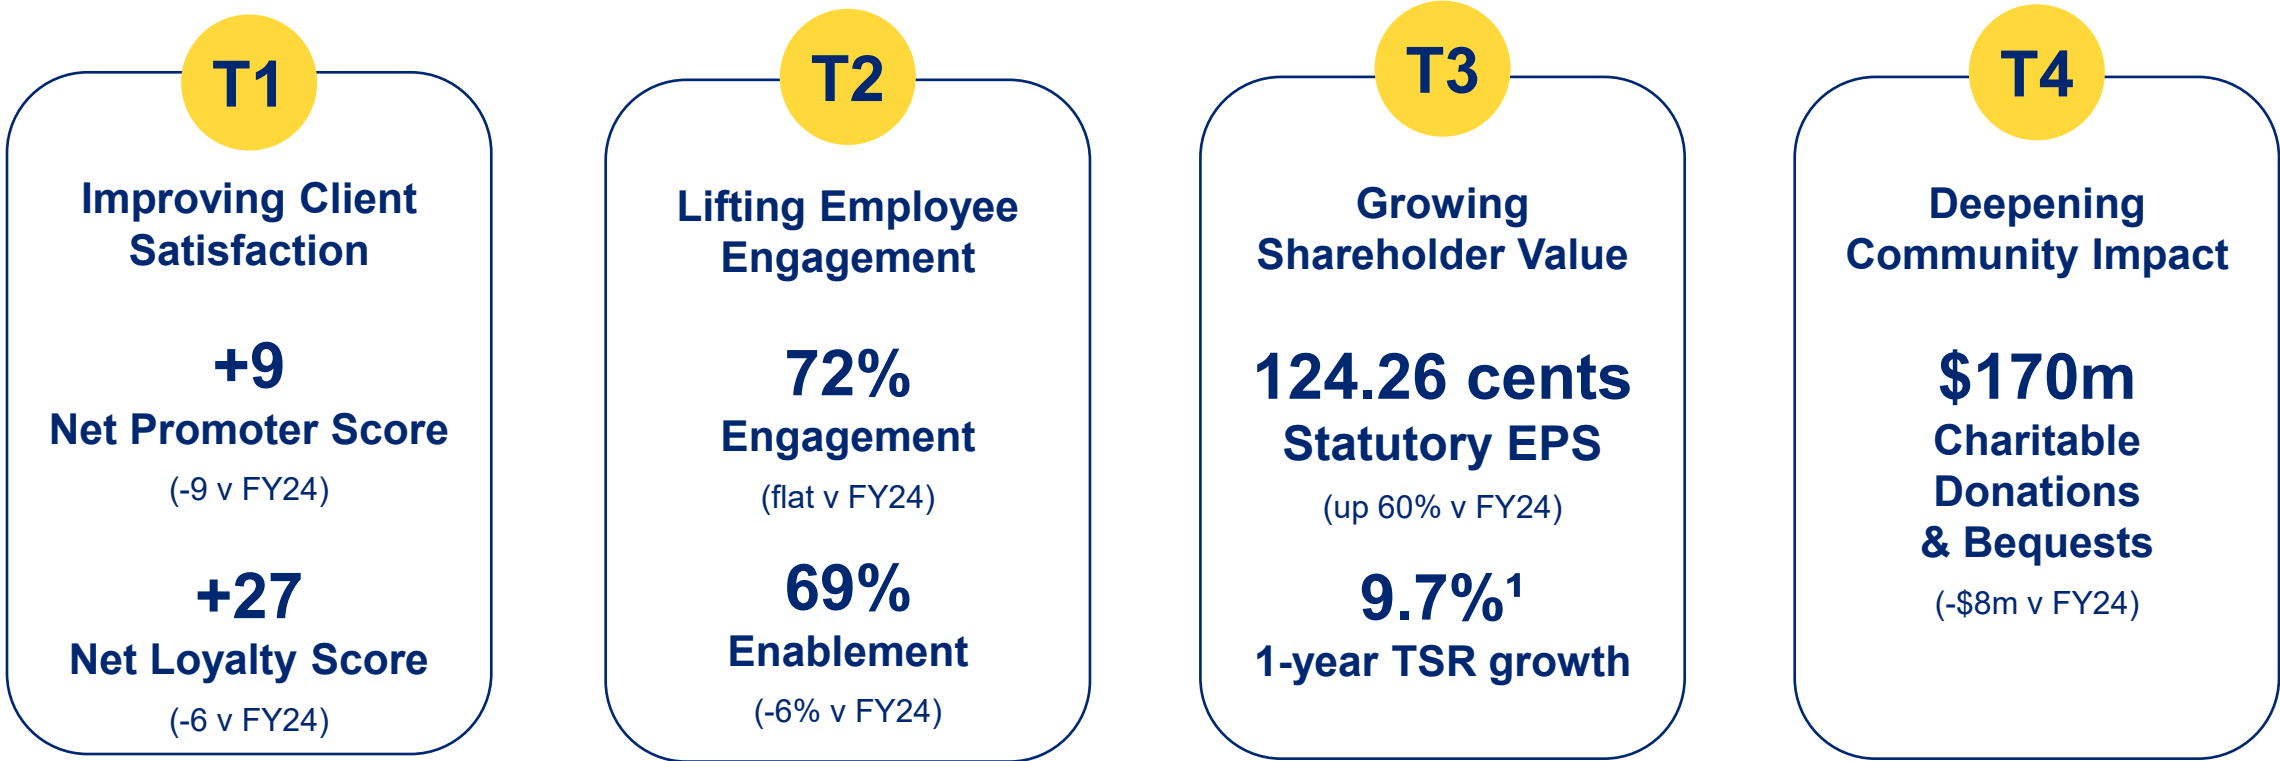 T1
Improving Client
Satisfaction
+9
Net Promoter Score
(-9 v FY24)
+27
Net Loyalty Score
(-6 v FY24)
T2
Lifting Employee
Engagement
72%
Engagement
(flat v FY24)
69%
Enablement
(-6% v FY24)
T3
Growing
Shareholder Value
124.26 cents
Statutory EPS
(up 60% v FY24)
9.7%¹
1-year TSR growth
T4
Deepening
Community Impact
$170m
Charitable
Donations
& Bequests
(-$8m v FY24)